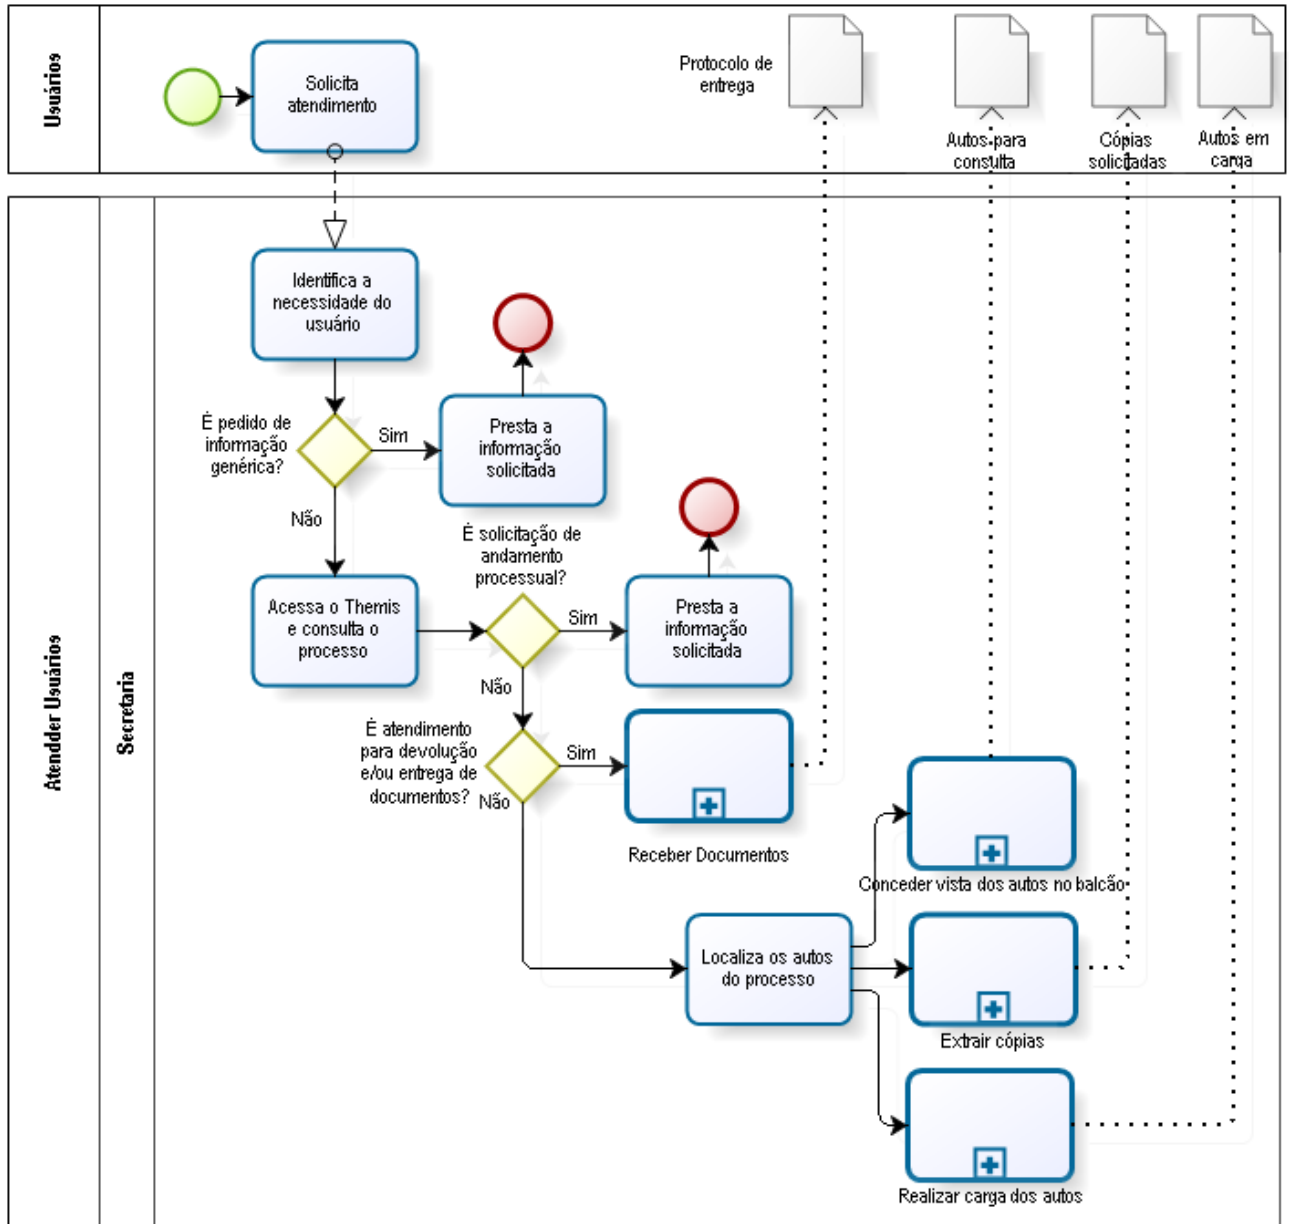 Usuários
Solicita
atendimento
Protocolo de
entrega
Autos para
consulta
Cópias
solicitadas
Autos em
carga
Atendder Usuários
Secretaria
Identifica a
necessidade do
usuário
É pedido de
informação
genérica?
Sim
Presta a
informação
solicitada
Não
É solicitação de
andamento
processual?
Acessa o Themis
e consulta o
processo
Sim
Presta a
informação
solicitada
Não
É atendimento
para devolução
e/ou entrega de
documentos?
Sim
Não
Receber Documentos
Conceder vista dos autos no balcão
Localiza os autos
do processo
Extrair cópias
Realizar carga dos autos